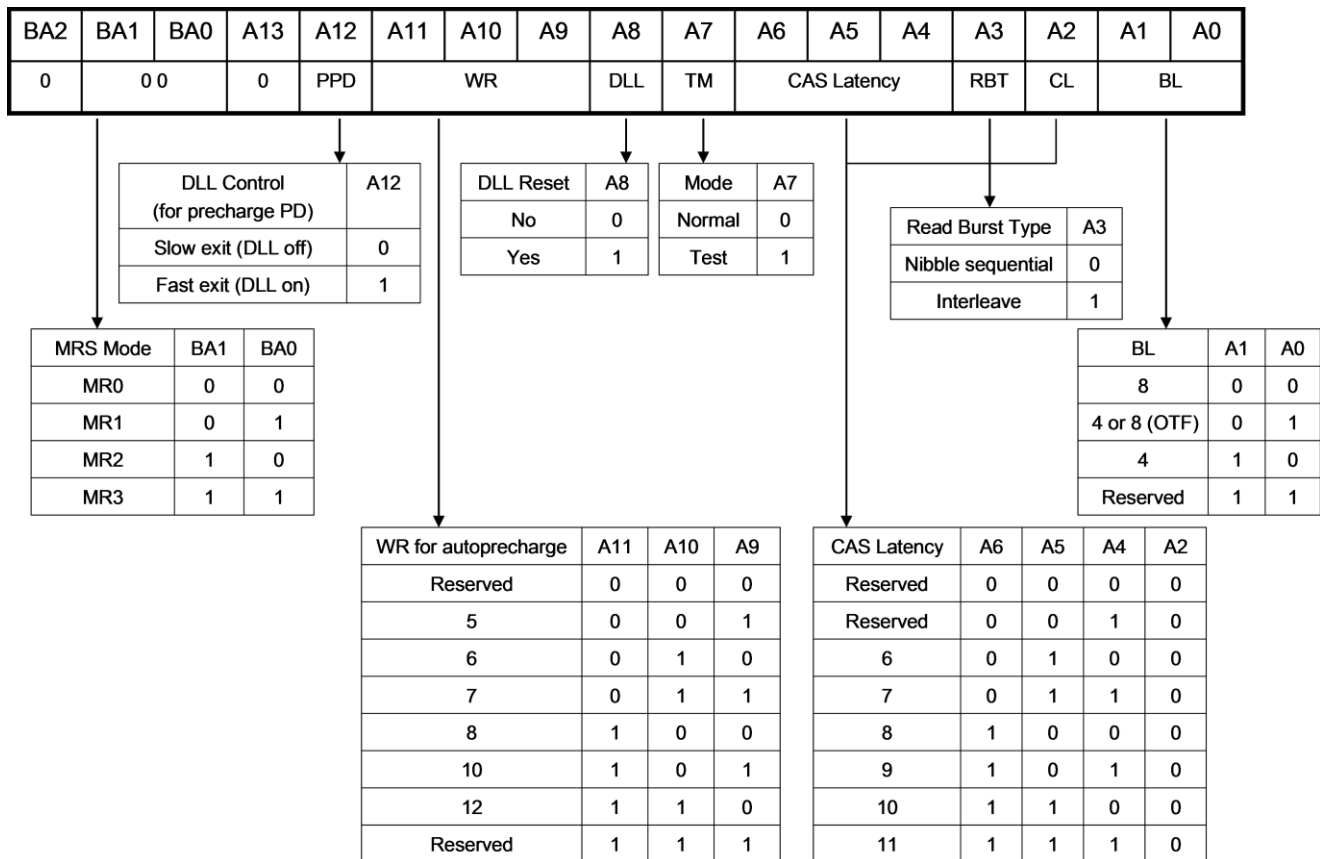 BA2 BA1 BA0 A13 A12 A11 A10 A9 A8 A7 A6 A5 A4 A3 A2 A1 A0
0 0 0 0 PPD WR DLL TM CAS Latency RBT CL BL
DLL Control (for precharge PD) A12
Slow exit (DLL off) 0
Fast exit (DLL on) 1
DLL Reset A8
No 0
Yes 1
Mode A7
Normal 0
Test 1
Read Burst Type A3
Nibble sequential 0
Interleave 1
MRS Mode BA1 BA0
MR0 0 0
MR1 0 1
MR2 1 0
MR3 1 1
BL A1 A0
8 0 0
4 or 8 (OTF) 0 1
4 1 0
Reserved 1 1
WR for autoprecharge A11 A10 A9
Reserved 0 0 0
5 0 0 1
6 0 1 0
7 0 1 1
8 1 0 0
10 1 0 1
12 1 1 0
Reserved 1 1 1
CAS Latency A6 A5 A4 A2
Reserved 0 0 0 0
Reserved 0 0 1 0
6 0 1 0 0
7 0 1 1 0
8 1 0 0 0
9 1 0 1 0
10 1 1 0 0
11 1 1 1 0